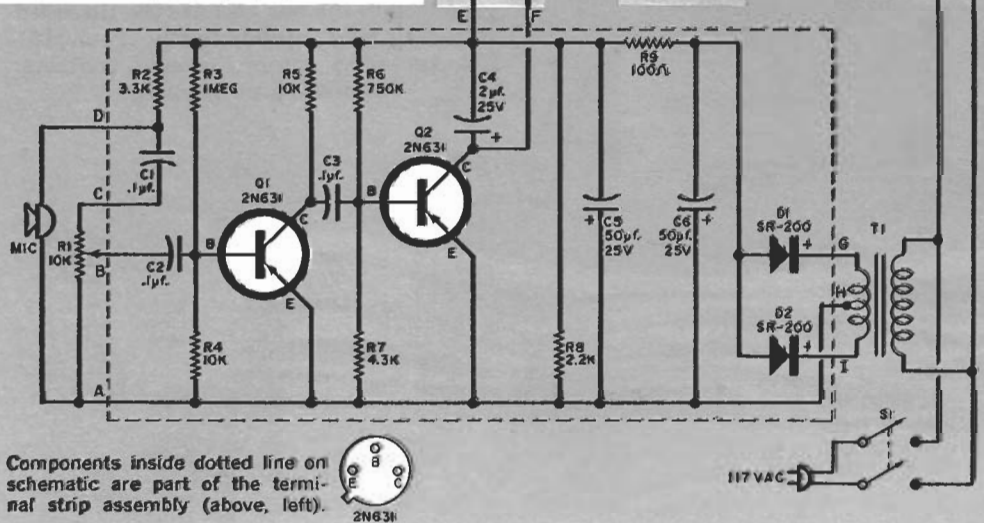 E
F
R2
3.3K
R3
1MEG
R5
10K
R6
750K
C4
2µf.
25V
+
R9
100Ω
D
C1
.1µf.
C
MIC
R1
10K
B
C2
.1µf.
Q1
2N631
B
C
E
C3
.1µf.
Q2
2N631
B
C
E
+
C5
50µf.
25V
C6
50µf.
25V
+
D1
SR-200
+
G
T1
H
D2
SR-200
+
I
R4
10K
R7
4.3K
R8
2.2K
A
S1
117 VAC
Components inside dotted line on
schematic are part of the termi-
nal strip assembly (above, left).
B
E
C
2N631